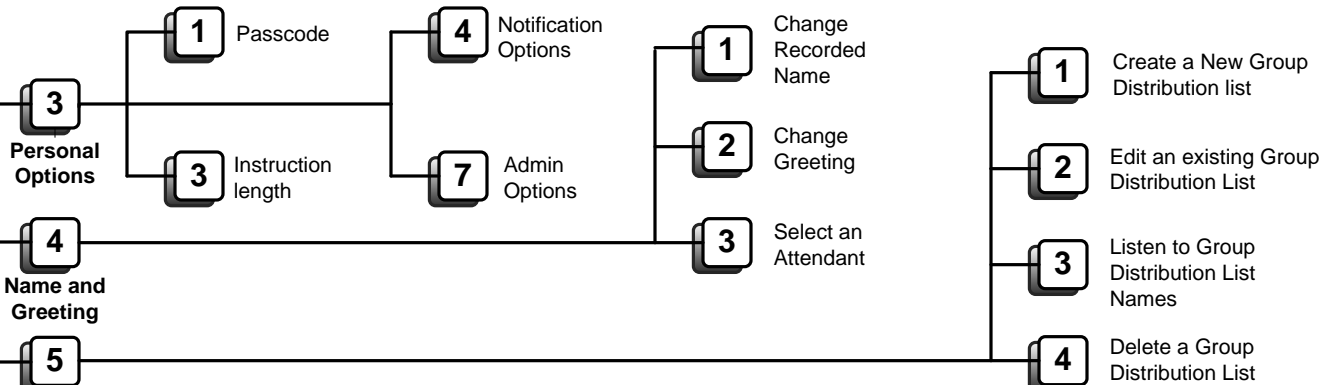 3
Personal
Options
1
Passcode
3
Instruction
length
4
Notification
Options
7
Admin
Options
4
Name and
Greeting
1
Change
Recorded
Name
2
Change
Greeting
3
Select an
Attendant
5
1
Create a New Group
Distribution list
2
Edit an existing Group
Distribution List
3
Listen to Group
Distribution List
Names
4
Delete a Group
Distribution List